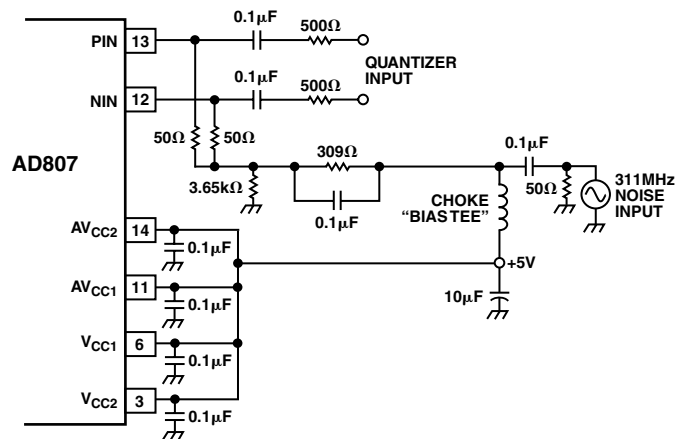 0.1µF
500Ω
PIN
13
QUANTIZER
INPUT
0.1µF
500Ω
NIN
12
50Ω
50Ω
AD807
309Ω
0.1µF
3.65kΩ
0.1µF
50Ω
311MHz
NOISE
INPUT
CHOKE
“BIAS TEE”
AVCC2
14
0.1µF
+5V
AVCC1
11
0.1µF
10µF
VCC1
6
0.1µF
VCC2
3
0.1µF